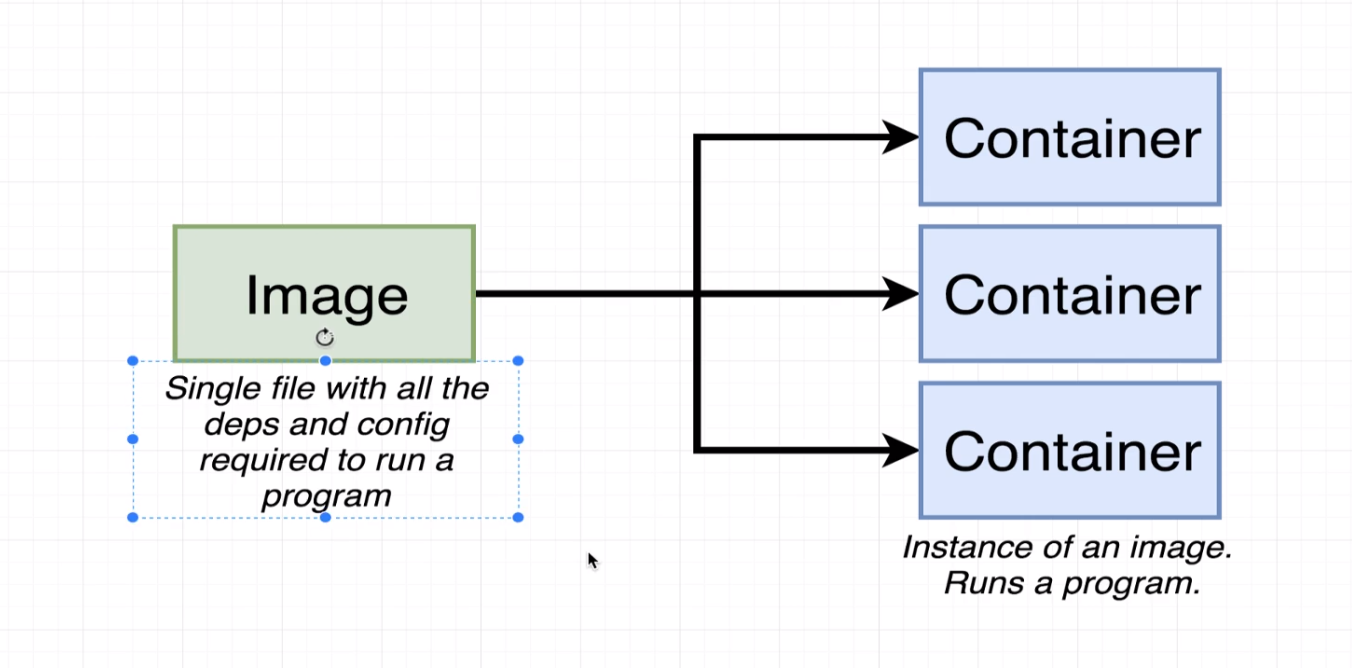 Image
Single file with all the
deps and config
required to run a
program
Container
Container
Container
Instance of an image.
Runs a program.